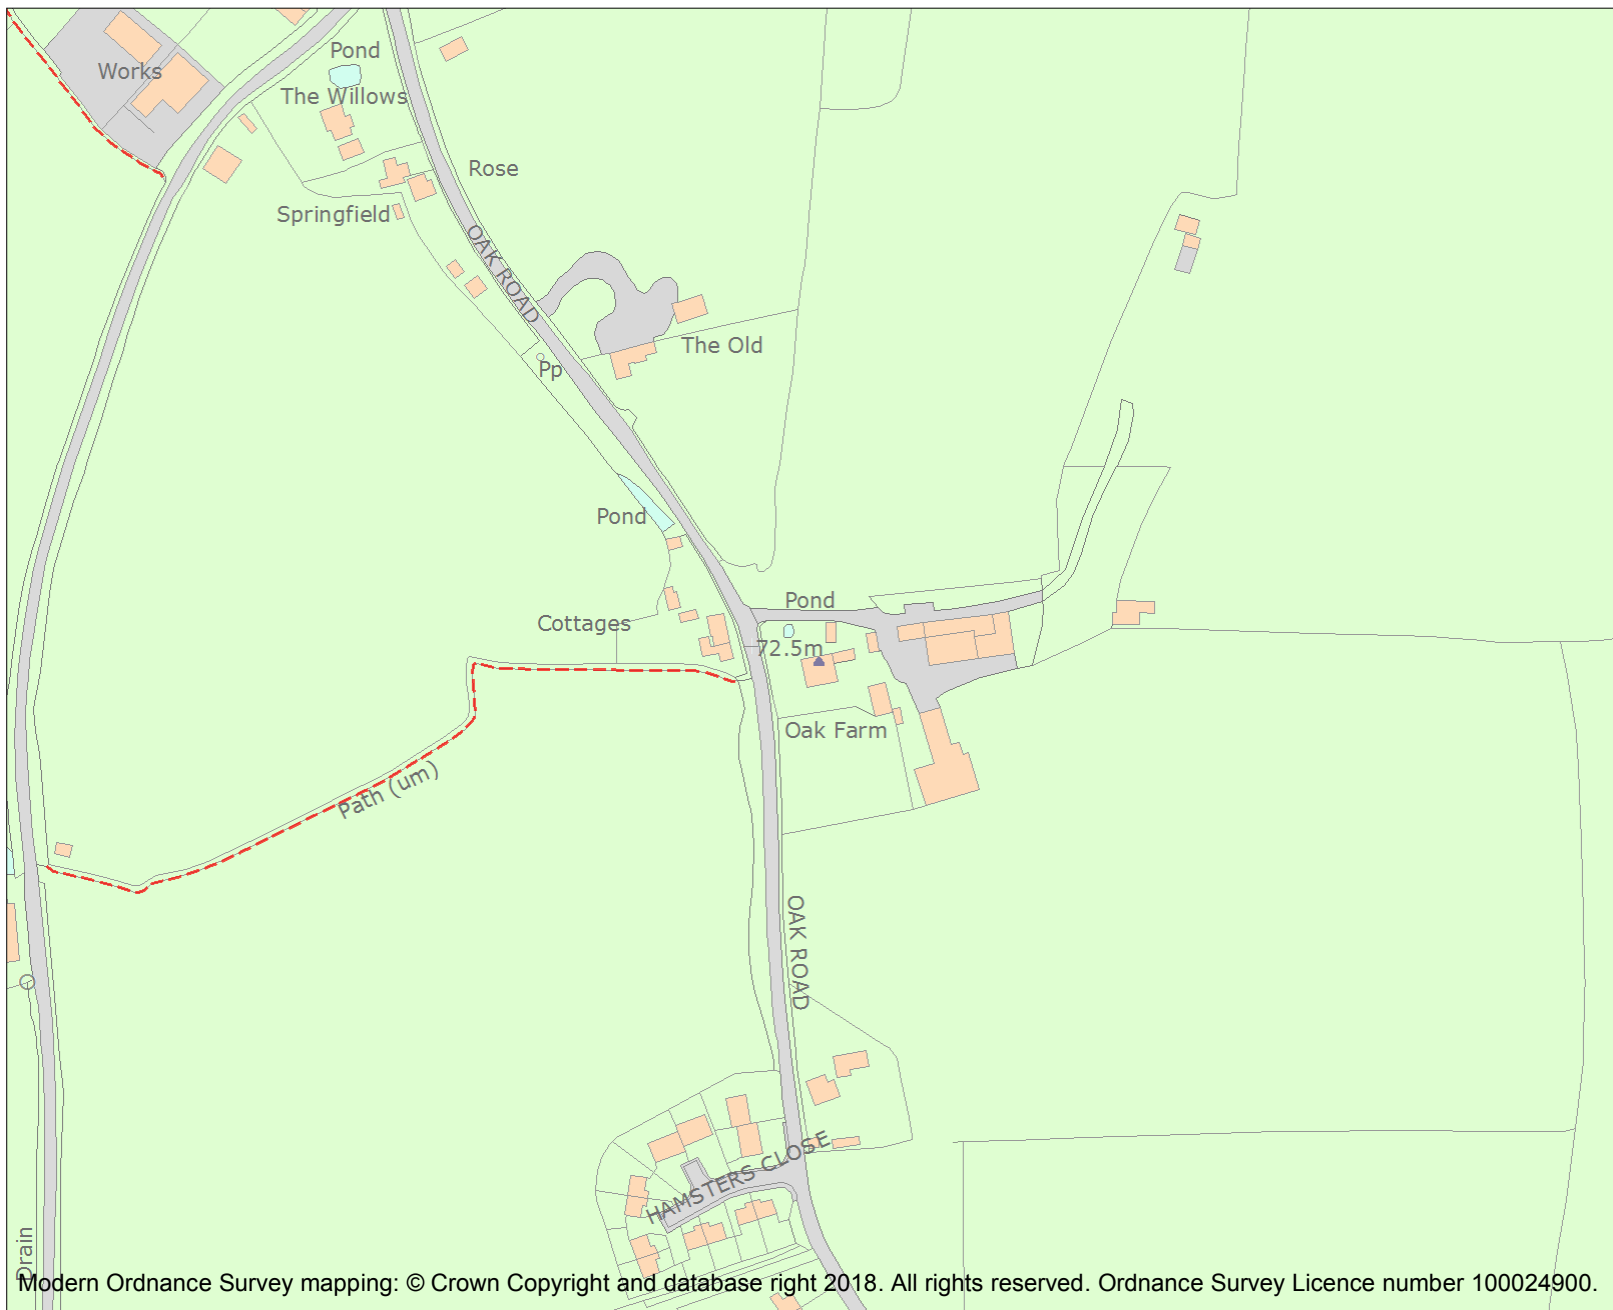 Pond
Works
The Willows
Rose
Springfield
OAK ROAD
The Old
Pp
Pond
Pond
Cottages
72.5m
Oak Farm
Path (um)
OAK ROAD
HAMSTERS CLOSE
Drain
Modern Ordnance Survey mapping: © Crown Copyright and database right 2018. All rights reserved. Ordnance Survey Licence number 100024900.